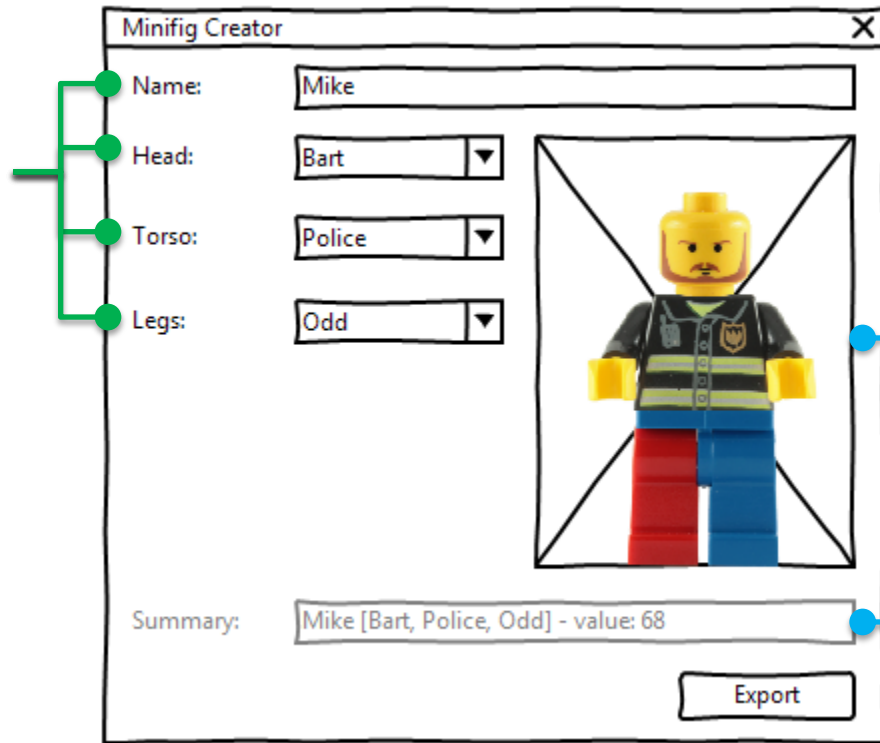 Minifig Creator
Name: Mike
Head: Bart
Torso: Police
Legs: Odd
Summary: Mike [Bart, Police, Odd] - value: 68
Export